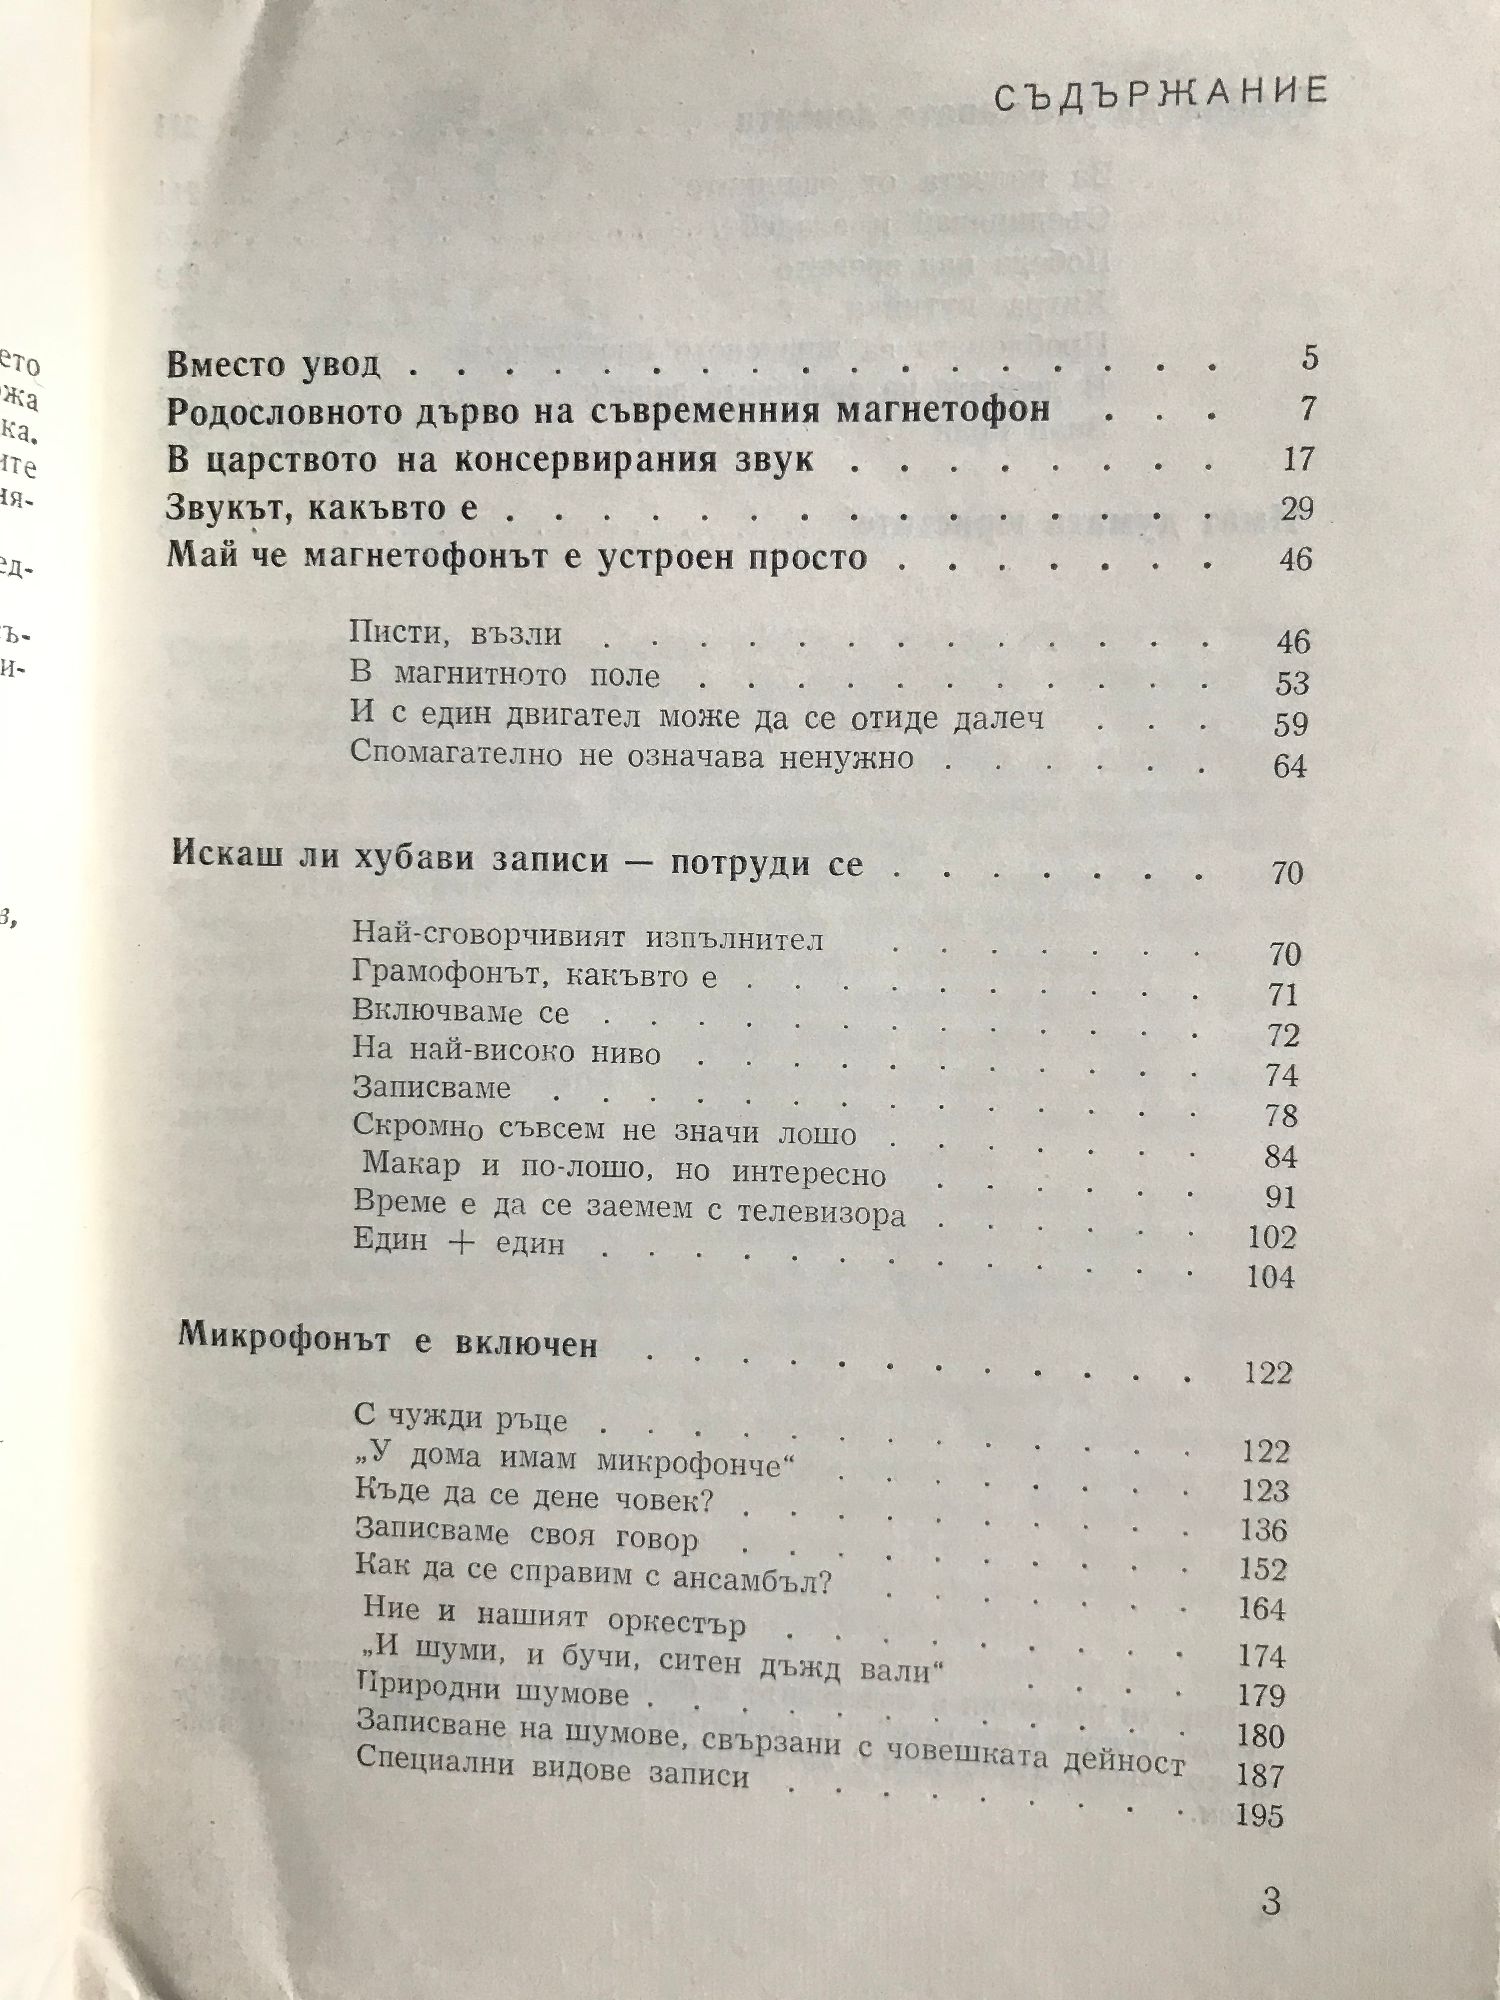 СЪДЪРЖАНИЕ
Вместо увод . . . . . . . . . . . . . . . . 5
Родословното дърво на съвременния магнетофон . . . 7
В царството на консервирания звук . . . . . . . . 17
Звукът, какъвто е . . . . . . . . . . . . . . 29
Май че магнетофонът е устроен просто . . . . . . . 46
Писти, възли . . . . . . . . . . . . . 46
В магнитното поле . . . . . . . . . . . 53
И с един двигател може да се отиде далеч . . . 59
Спомагателно не означава ненужно . . . . . . 64
Искаш ли хубави записи — потруди се . . . . . . . 70
Най-сговорчивият изпълнител . . . . . . . 70
Грамофонът, какъвто е . . . . . . . . . . 71
Включваме се . . . . . . . . . . . . . 72
На най-високо ниво . . . . . . . . . . . 74
Записваме . . . . . . . . . . . . . . 78
Скромно съвсем не значи лошо . . . . . . . 84
Макар и по-лошо, но интересно . . . . . . 91
Време е да се заемем с телевизора . . . . . . 102
Един + един . . . . . . . . . . . . . 104
Микрофонът е включен . . . . . . . . . . . . 122
С чужди ръце . . . . . . . . . . . . . 122
„У дома имам микрофонче“ . . . . . . . . 123
Къде да се дене човек? . . . . . . . . . . 136
Записваме своя говор . . . . . . . . . . 152
Как да се справим с ансамбъл? . . . . . . . 164
Ние и нашият оркестър . . . . . . . . . 174
„И шуми, и бучи, ситен дъжд вали“ . . . . 179
Природни шумове . . . . . . . . . . . . 180
Записване на шумове, свързани с човешката дейност 187
Специални видове записи . . . . . . . . . 195
3